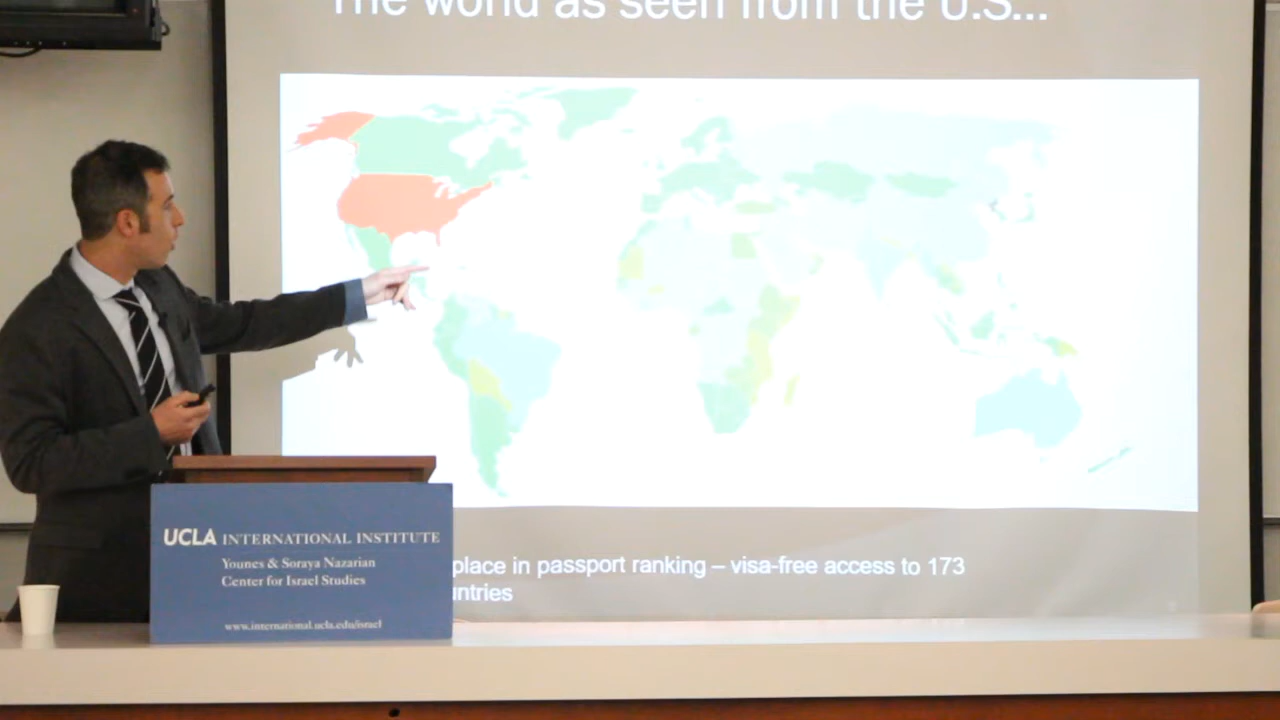 The world as seen from the U.S...
UCLA INTERNATIONAL INSTITUTE
Younes & Soraya Nazarian
Center for Israel Studies
www.international.ucla.edu/israel
place in passport ranking – visa-free access to 173
untries